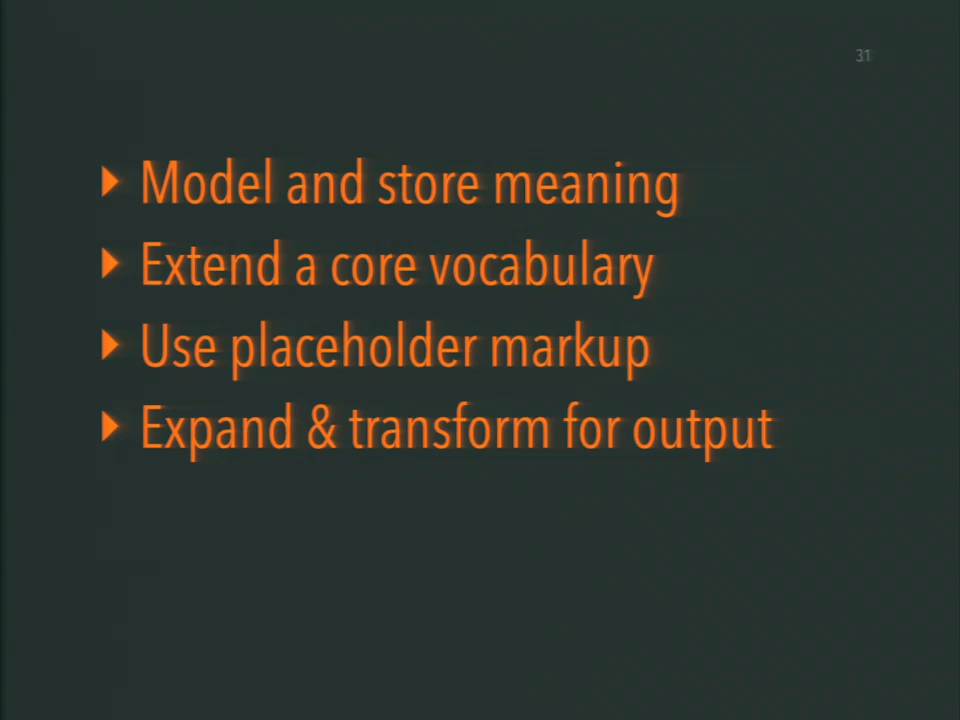 31
▶ Model and store meaning
▶ Extend a core vocabulary
▶ Use placeholder markup
▶ Expand & transform for output